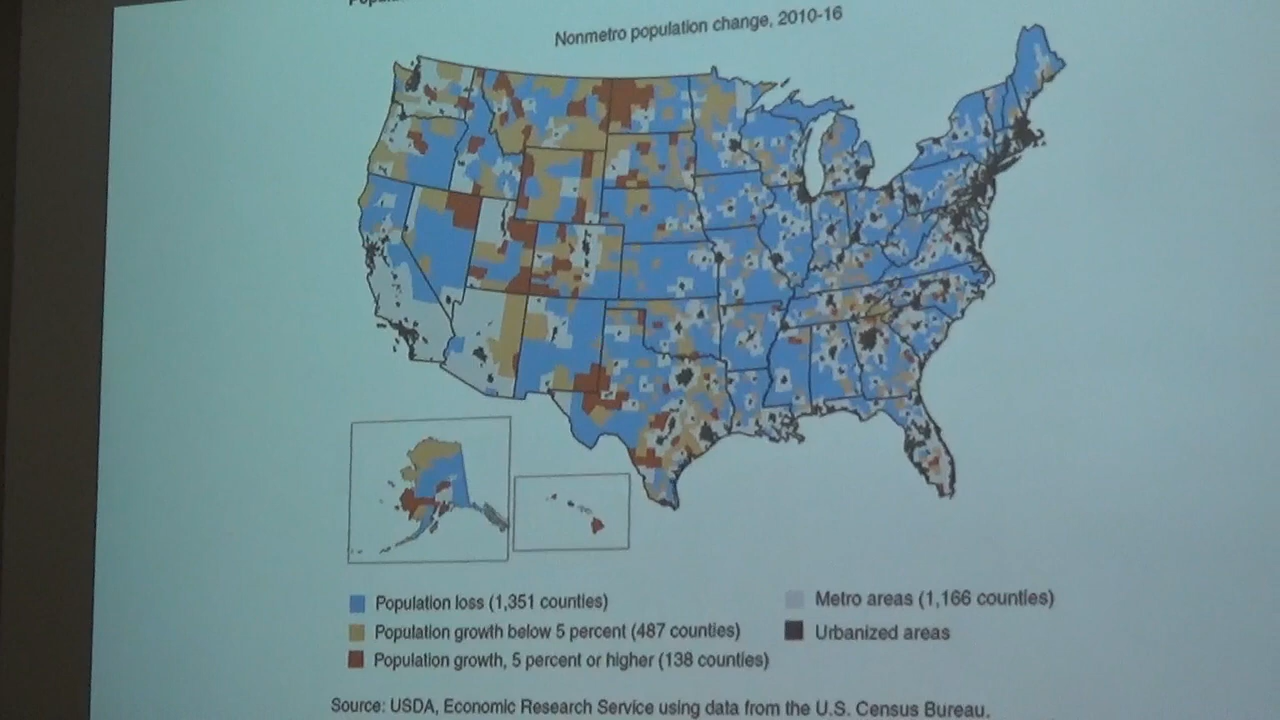 Nonmetro population change, 2010-16
Population loss (1,351 counties)
Population growth below 5 percent (487 counties)
Population growth, 5 percent or higher (138 counties)
Metro areas (1,166 counties)
Urbanized areas
Source: USDA, Economic Research Service using data from the U.S. Census Bureau.